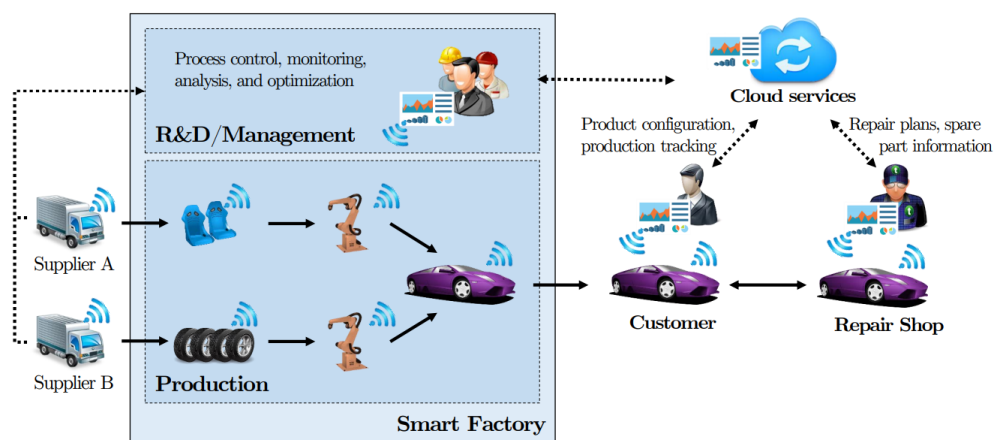 Process control, monitoring,
analysis, and optimization
R&D/Management
Cloud services
Product configuration,
production tracking
Repair plans, spare
part information
Supplier A
Customer
Repair Shop
Supplier B
Production
Smart Factory